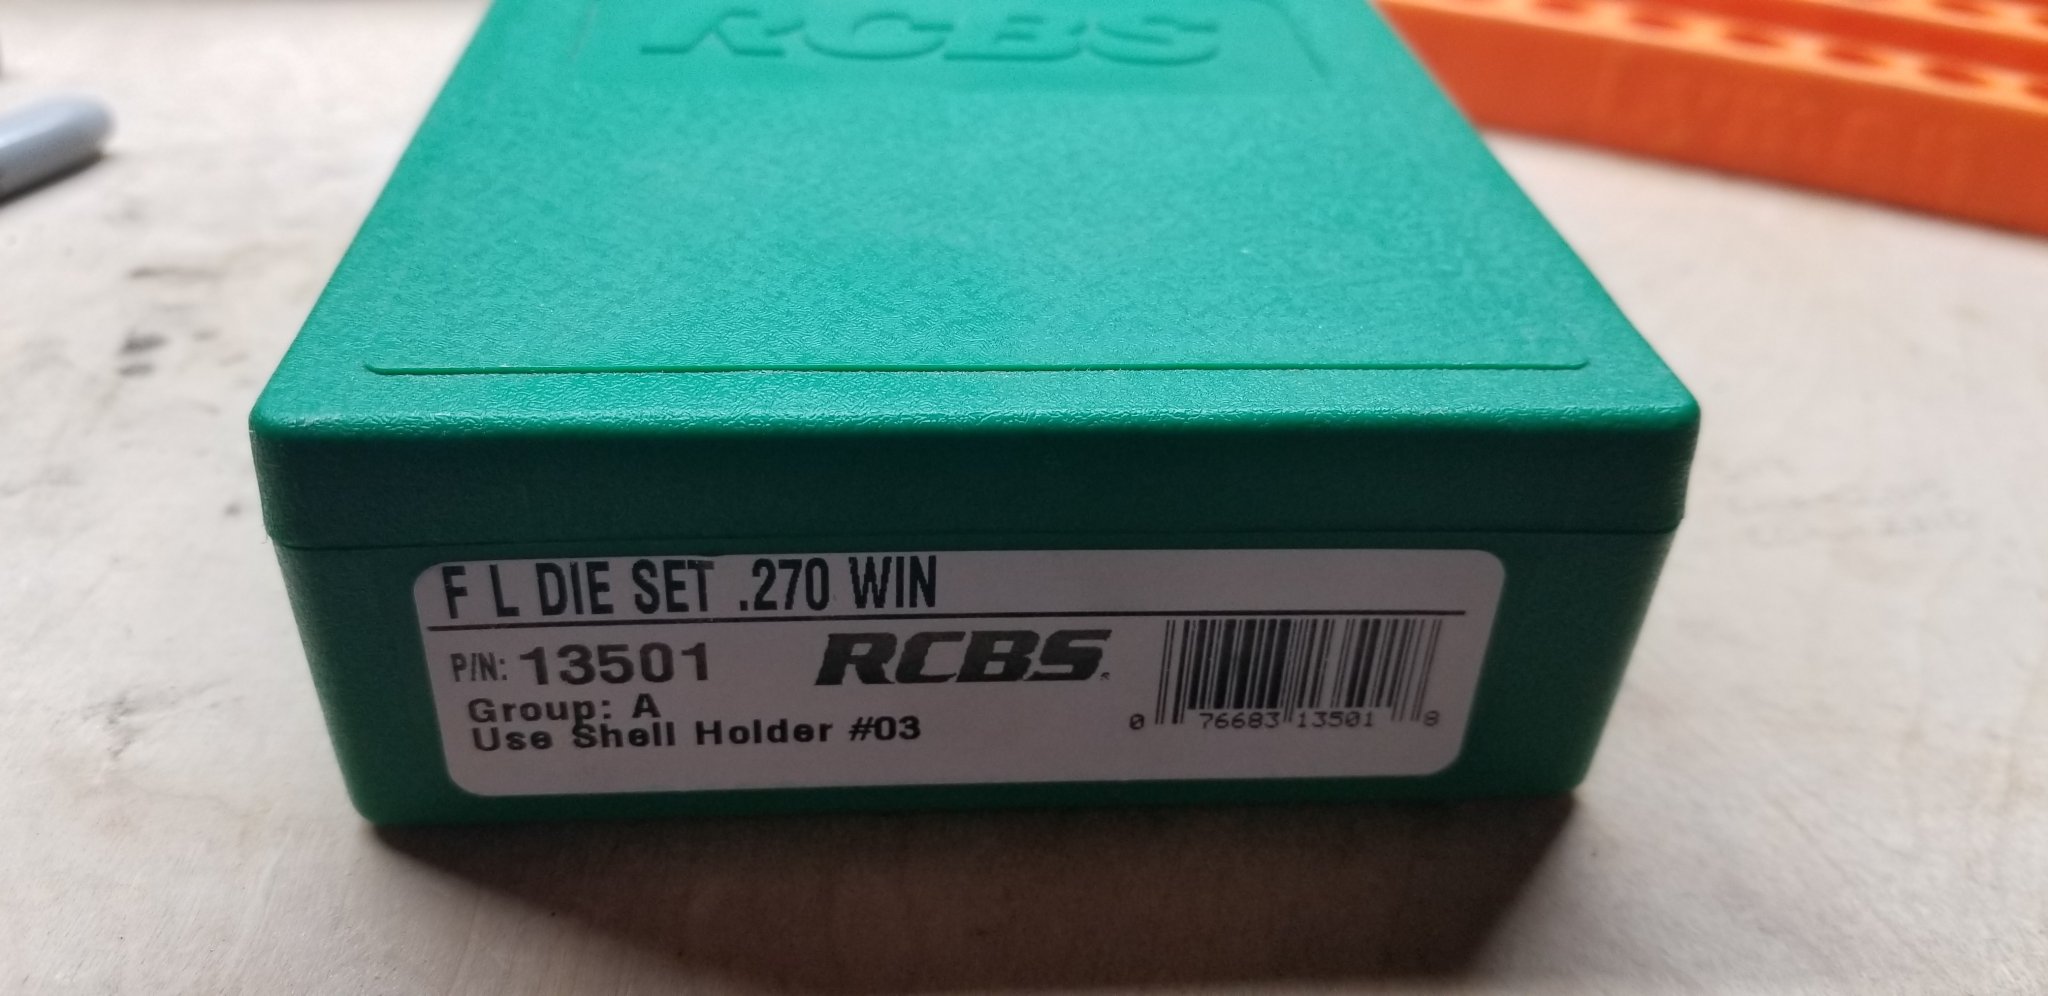 RCBS
F L DIE SET .270 WIN
P/N: 13501
RCBS
Group: A
Use Shell Holder #03
0 76683 13501 8